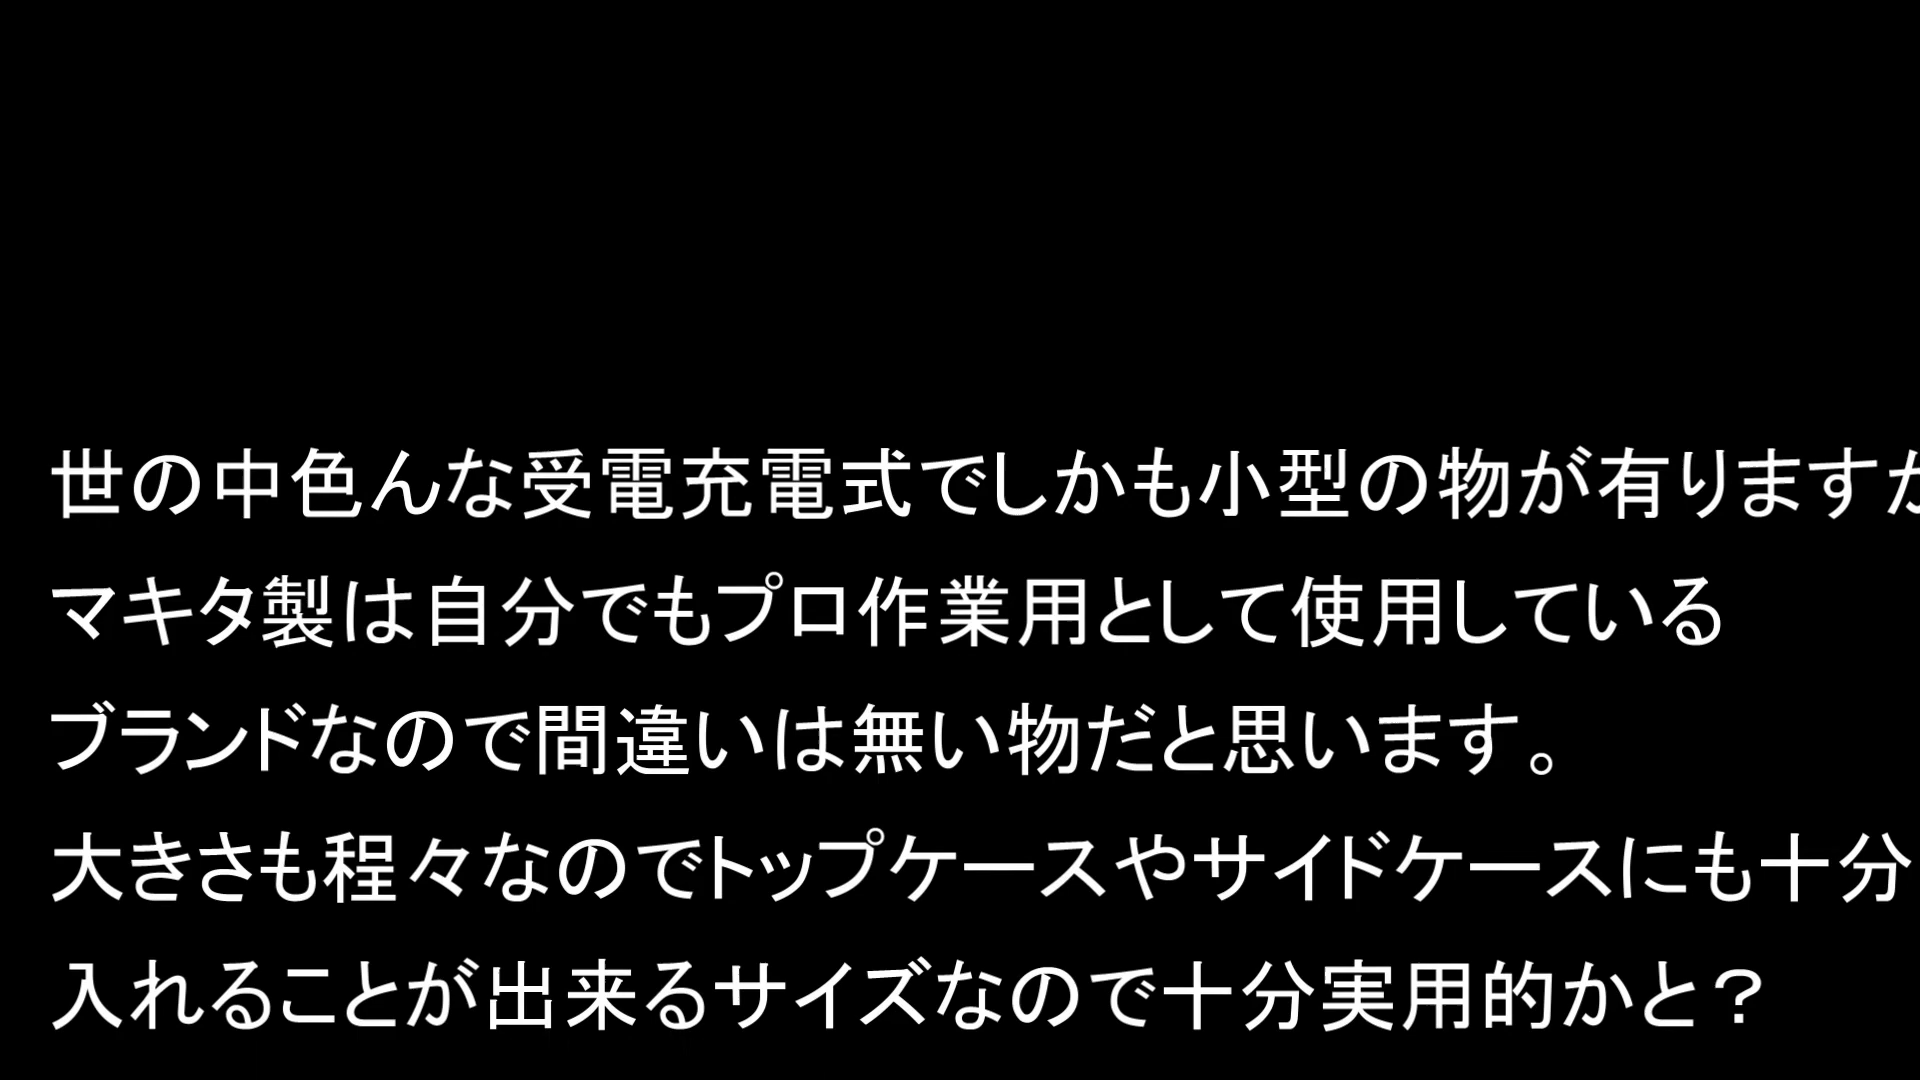 世の中色んな受電充電式でしかも小型の物が有りますが
マキタ製は自分でもプロ作業用として使用している
ブランドなので間違いは無い物だと思います。
大きさも程々なのでトップケースやサイドケースにも十分
入れることが出来るサイズなので十分実用的かと？